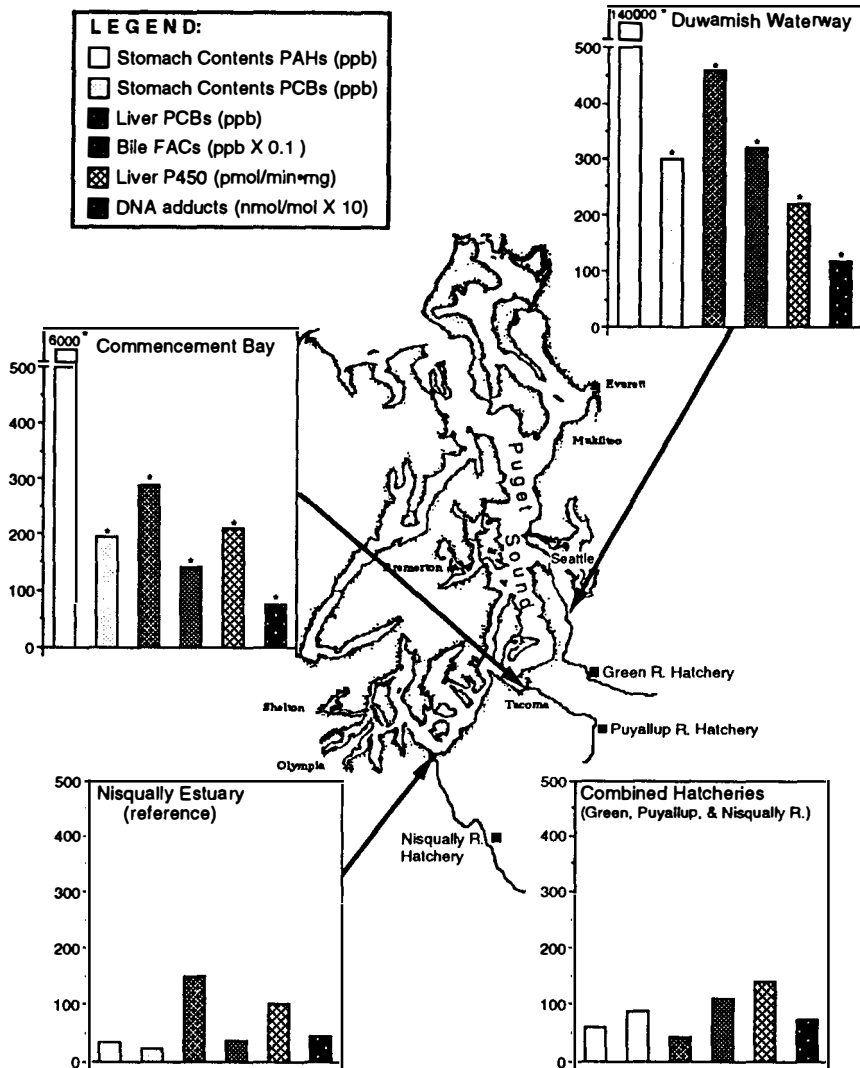 LEGEND:
Stomach Contents PAHs (ppb)
Stomach Contents PCBs (ppb)
Liver PCBs (ppb)
Bile FACs (ppb X 0.1 )
Liver P450 (pmol/min•mg)
DNA adducts (nmol/mol X 10)
140000 *
Duwamish Waterway
500
400
300
200
100
0
* * * * *
6000 *
Commencement Bay
500
400
300
200
100
0
* * * * *
Everett
Mukilteo
Puget Sound
Seattle
Bremerton
Green R. Hatchery
Tacoma
Puyallup R. Hatchery
Shelton
Olympia
Nisqually R.
Hatchery
Nisqually Estuary
(reference)
500
400
300
200
100
0
Combined Hatcheries
(Green, Puyallup, & Nisqually R.)
500
400
300
200
100
0